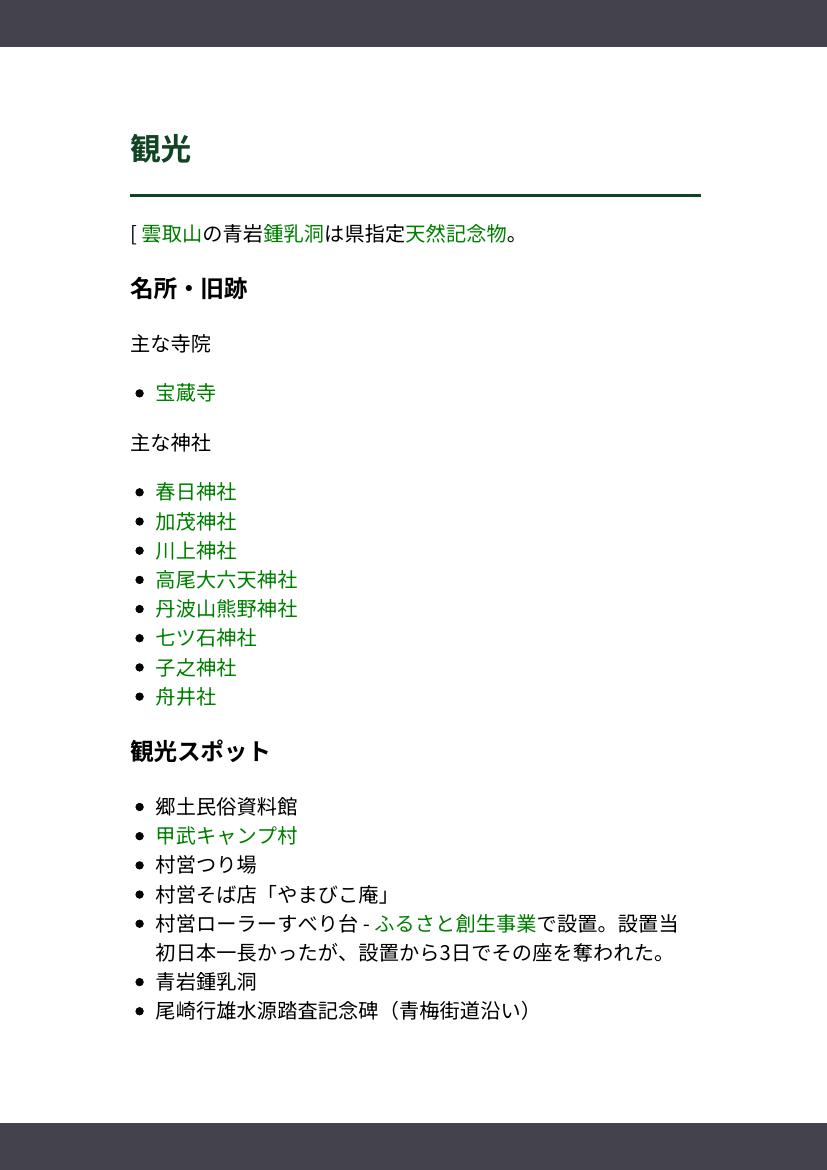 観光
[ 雲取山の青岩鍾乳洞は県指定天然記念物。
名所・旧跡
主な寺院
• 宝蔵寺
主な神社
• 春日神社
• 加茂神社
• 川上神社
• 高尾大六天神社
• 丹波山熊野神社
• 七ツ石神社
• 子之神社
• 舟井社
観光スポット
• 郷土民俗資料館
• 甲武キャンプ村
• 村営つり場
• 村営そば店「やまびこ庵」
• 村営ローラーすべり台 - ふるさと創生事業で設置。設置当
初日本一長かったが、設置から3日でその座を奪われた。
• 青岩鍾乳洞
• 尾崎行雄水源踏査記念碑（青梅街道沿い）